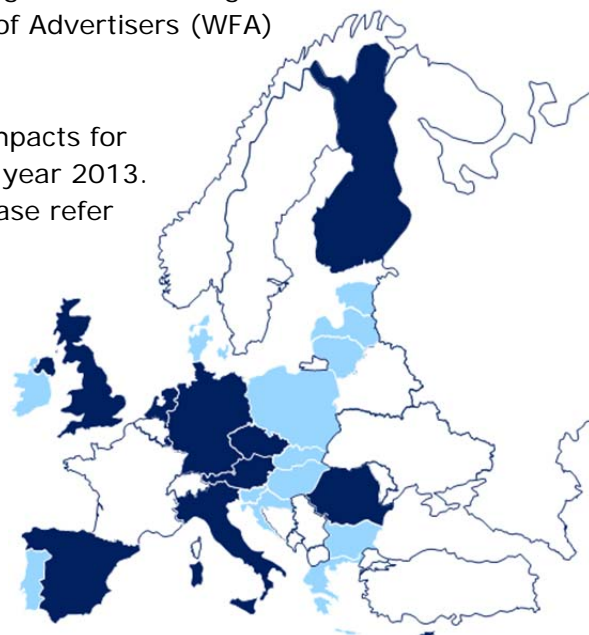 of Advertisers (WFA)
npacts for
year 2013.
ase refer